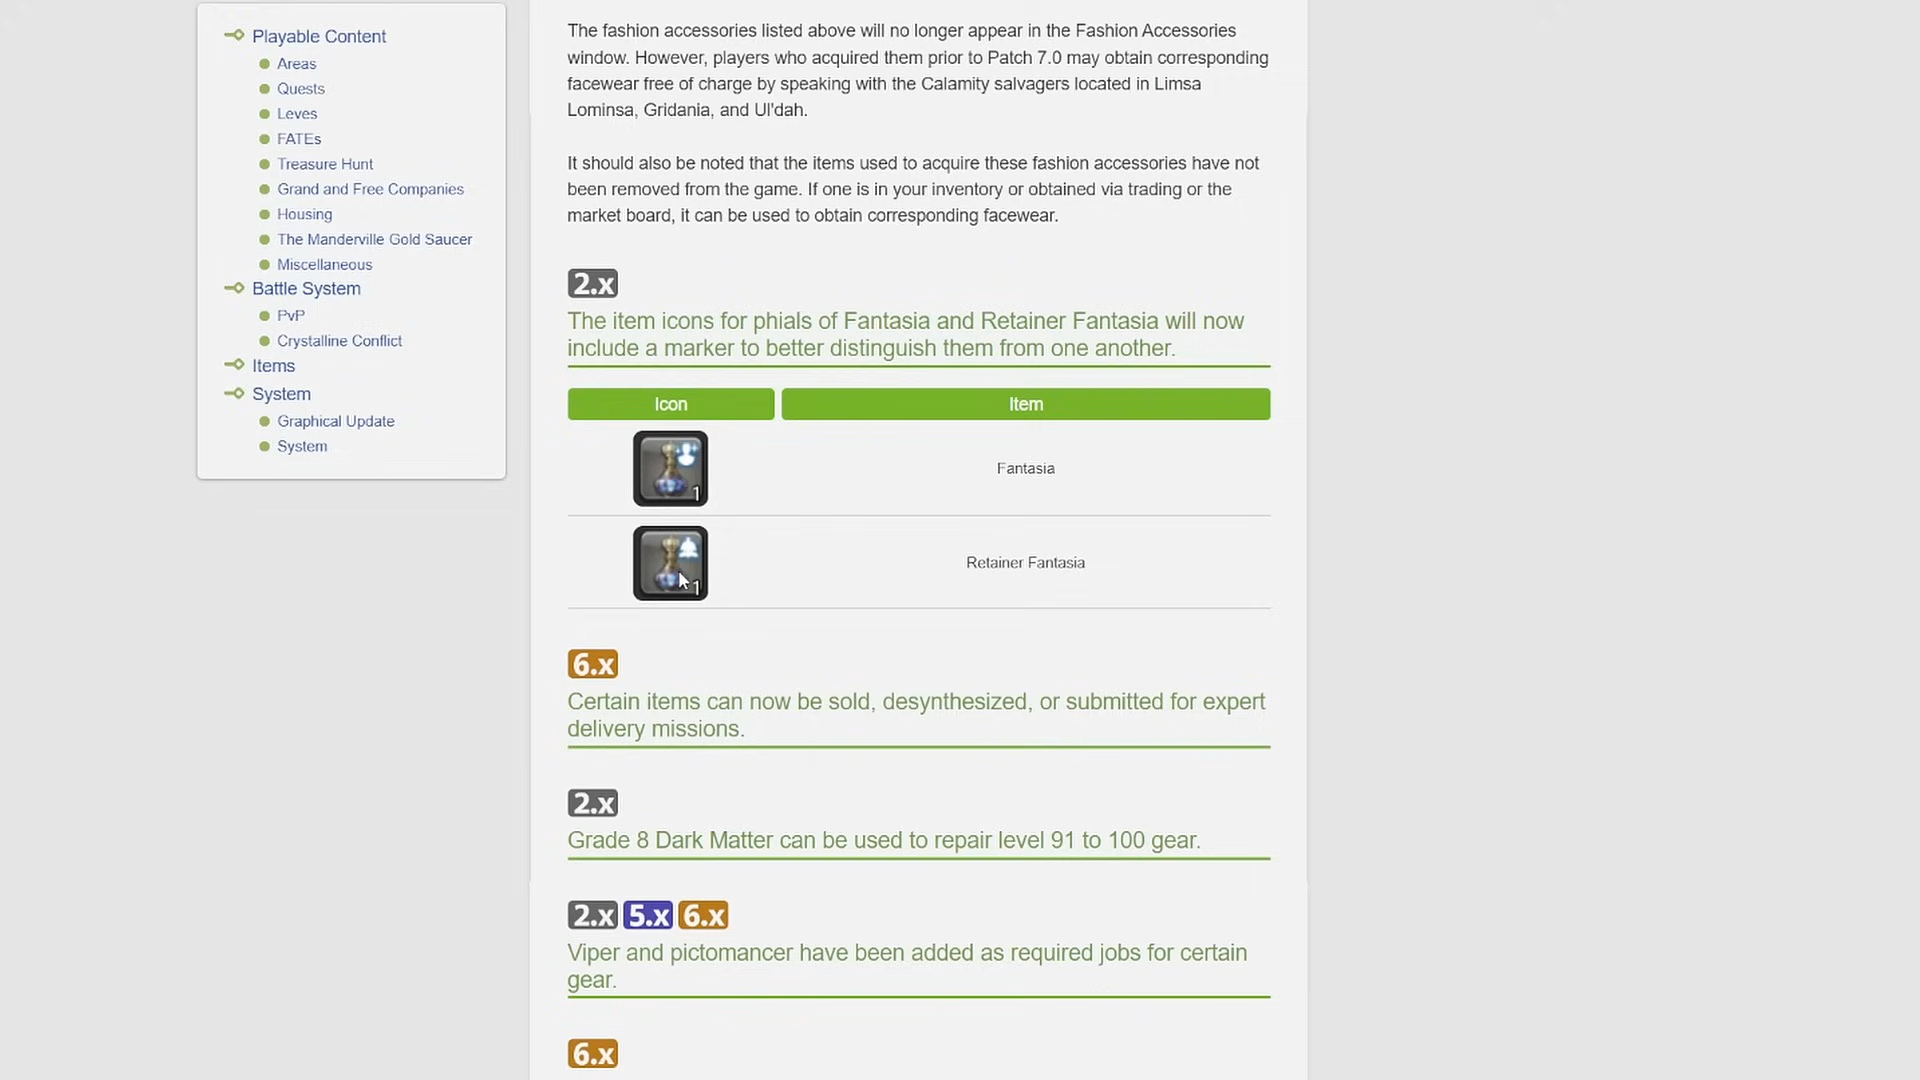 Playable Content
Areas
Quests
Leves
FATEs
Treasure Hunt
Grand and Free Companies
Housing
The Manderville Gold Saucer
Miscellaneous
Battle System
PvP
Crystalline Conflict
Items
System
Graphical Update
System
The fashion accessories listed above will no longer appear in the Fashion Accessories
window. However, players who acquired them prior to Patch 7.0 may obtain corresponding
facewear free of charge by speaking with the Calamity salvagers located in Limsa
Lominsa, Gridania, and Ul'dah.
It should also be noted that the items used to acquire these fashion accessories have not
been removed from the game. If one is in your inventory or obtained via trading or the
market board, it can be used to obtain corresponding facewear.
2.x
The item icons for phials of Fantasia and Retainer Fantasia will now
include a marker to better distinguish them from one another.
Icon Item
1 Fantasia
1 Retainer Fantasia
6.x
Certain items can now be sold, desynthesized, or submitted for expert
delivery missions.
2.x
Grade 8 Dark Matter can be used to repair level 91 to 100 gear.
2.x 5.x 6.x
Viper and pictomancer have been added as required jobs for certain
gear.
6.x